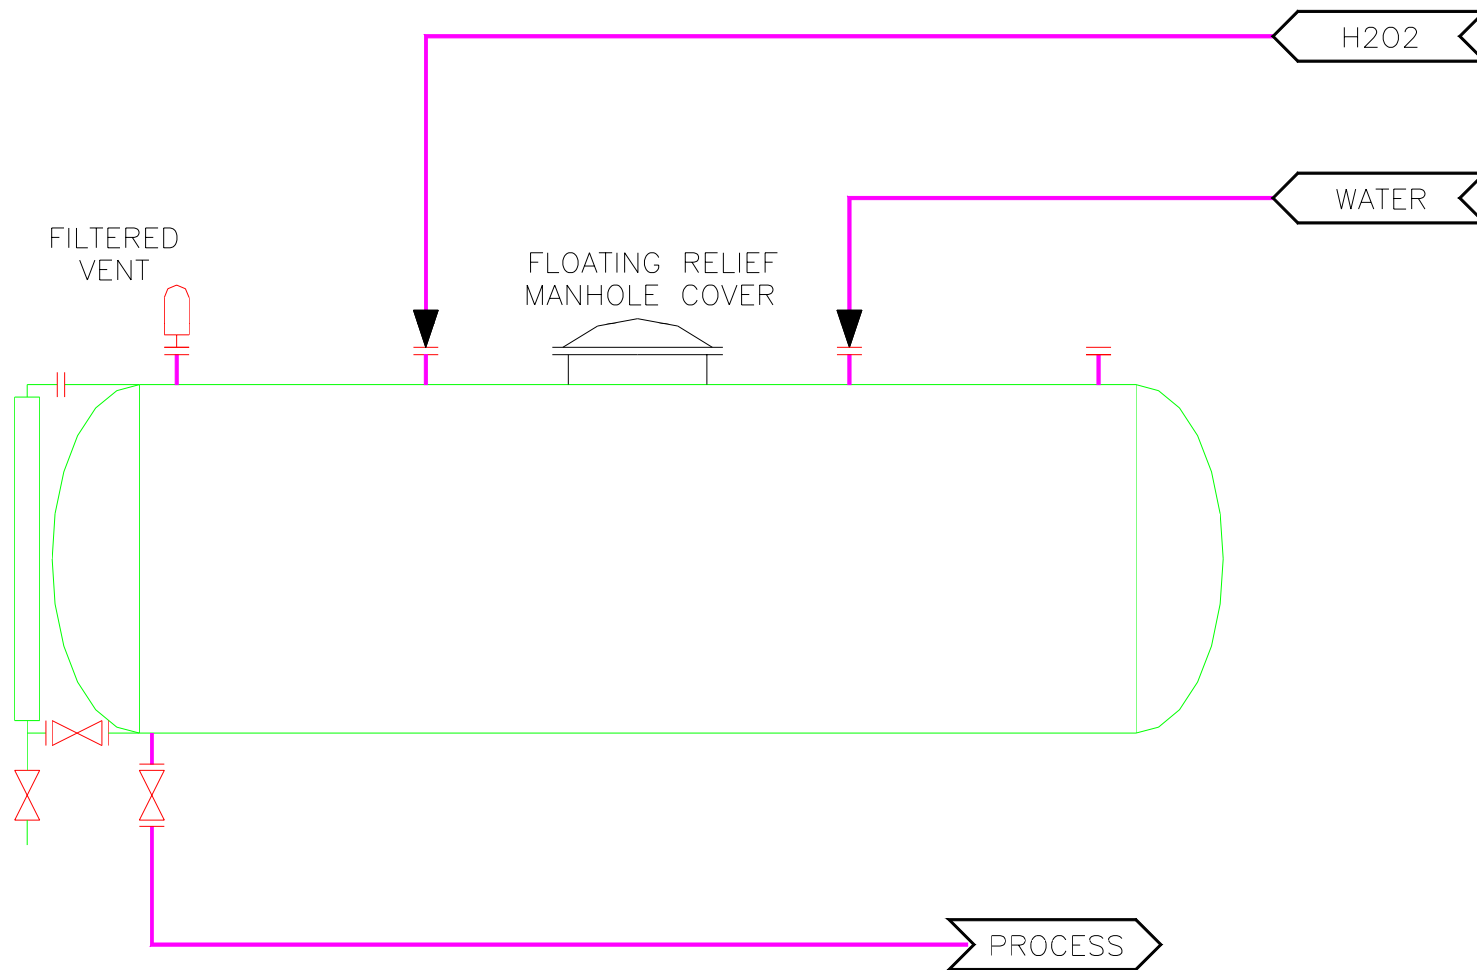 H2O2
WATER
FILTERED
VENT
FLOATING RELIEF
MANHOLE COVER
PROCESS